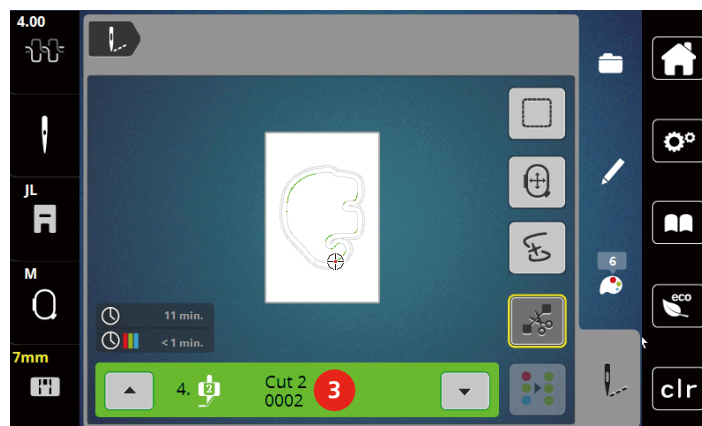 4.00
JL
M
7mm
11 min.
< 1 min.
4. 2 Cut 2
0002
3
6
eco
clr